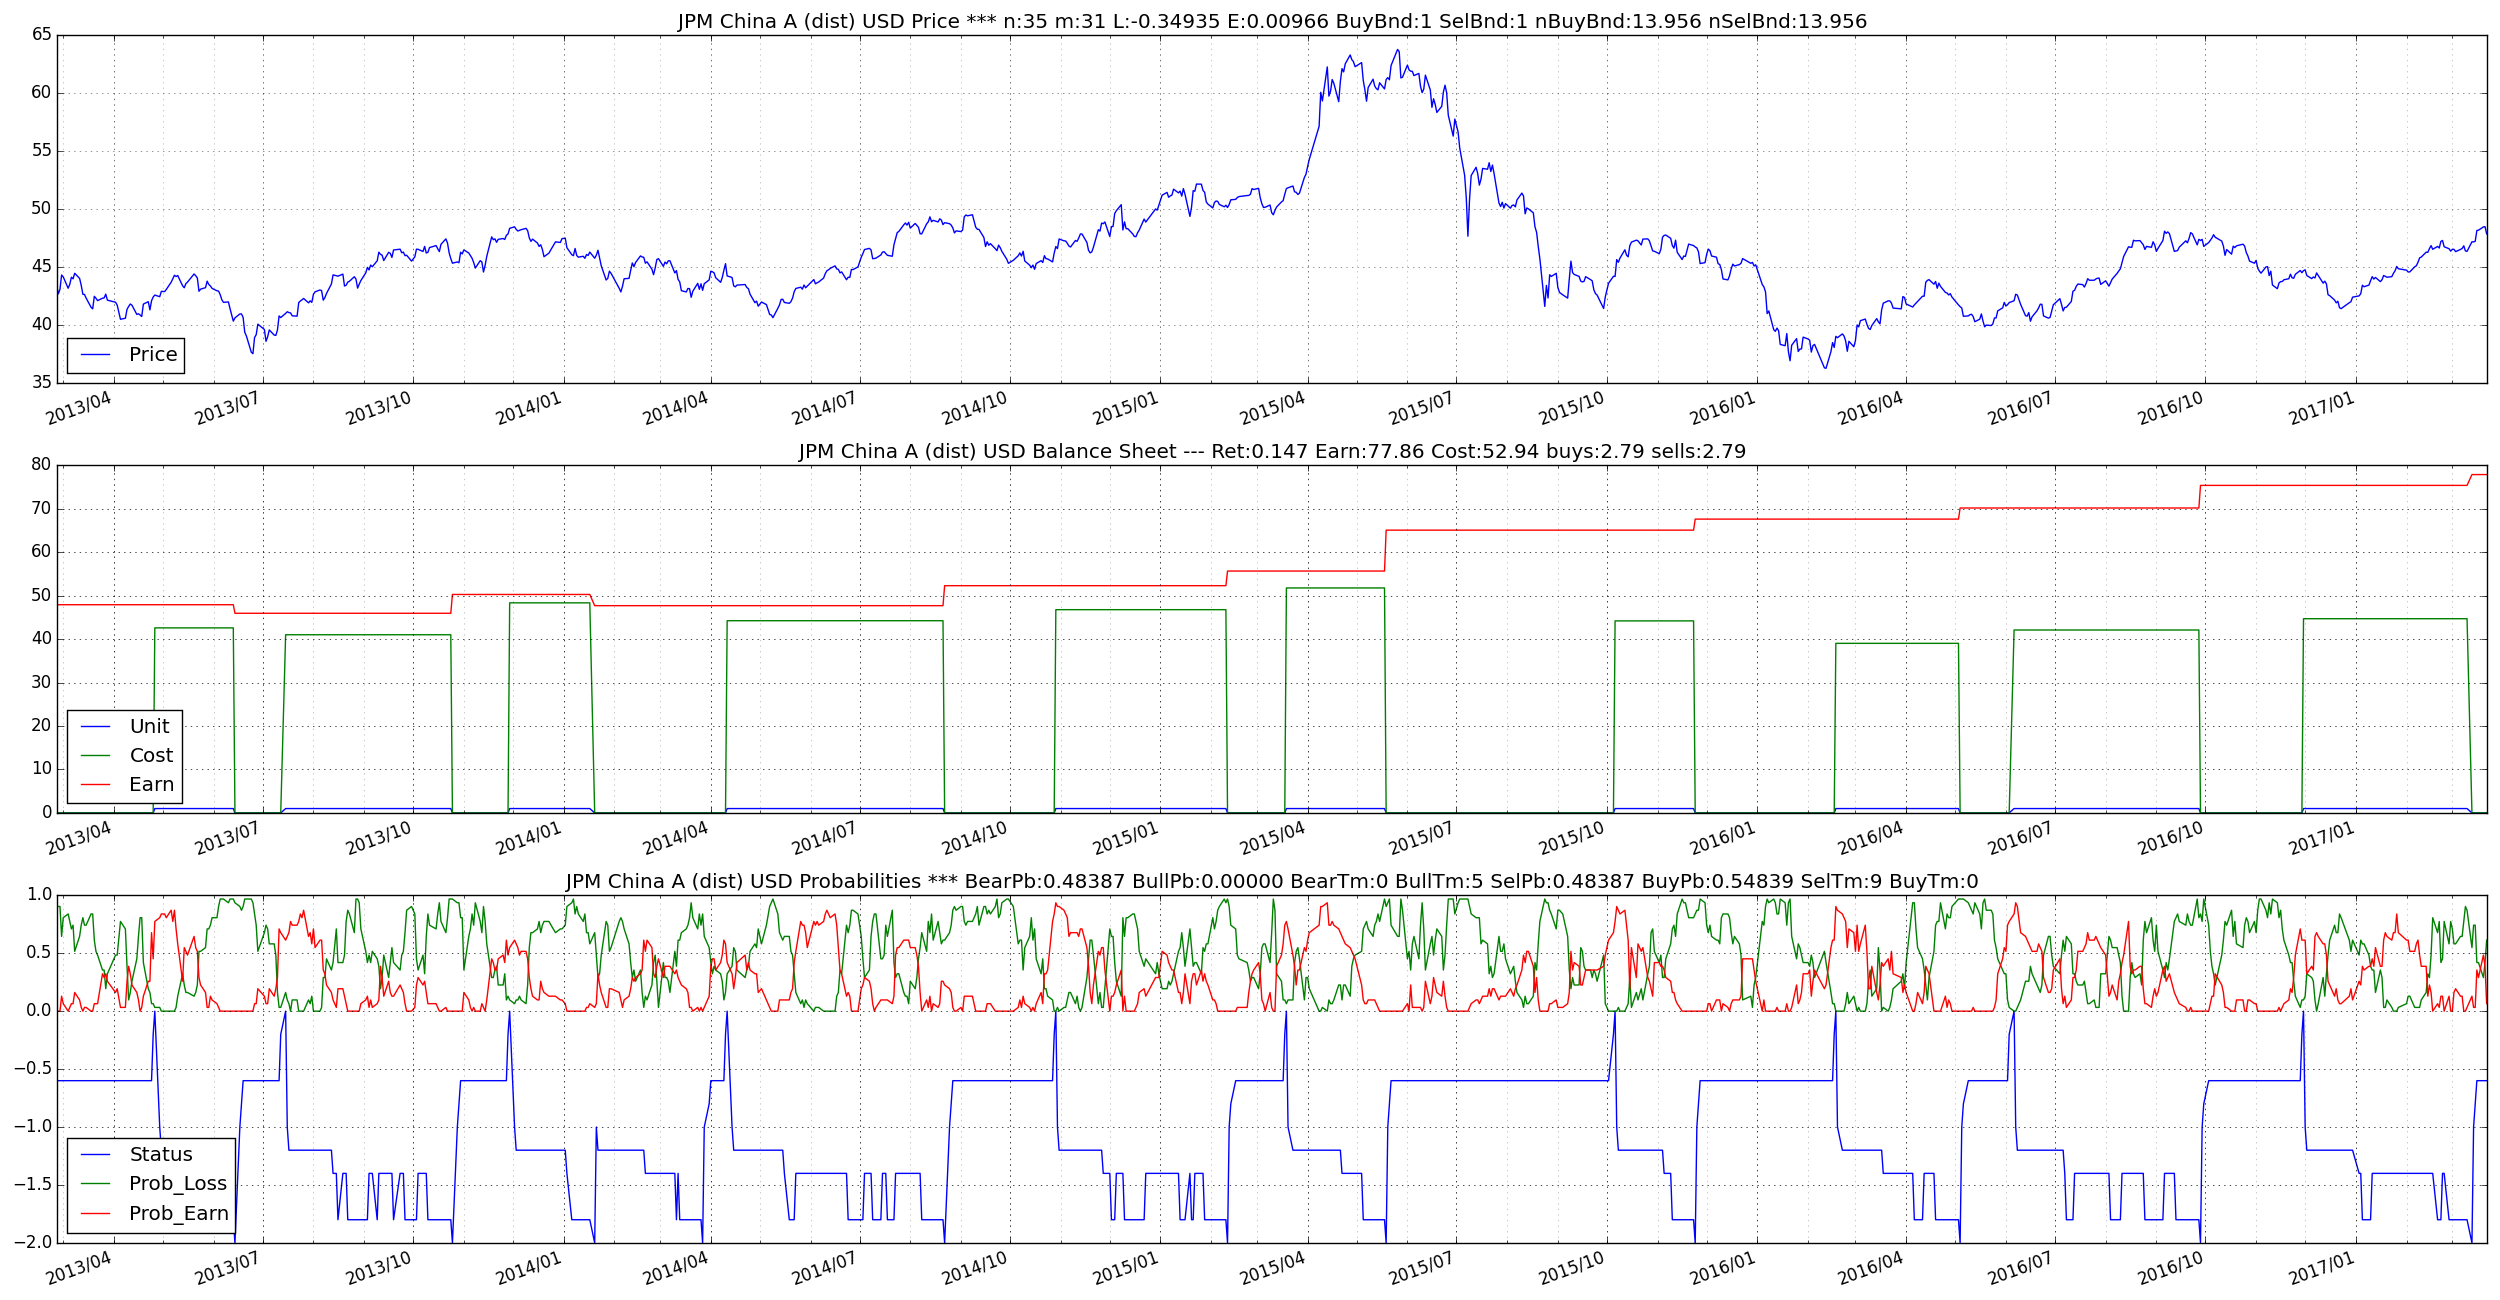 JPM China A (dist) USD Price *** n:35 m:31 L:-0.34935 E:0.00966 BuyBnd:1 SelBnd:1 nBuyBnd:13.956 nSelBnd:13.956
65
60
55
50
45
40
35
Price
2013/04 2013/07 2013/10 2014/01 2014/04 2014/07 2014/10 2015/01 2015/04 2015/07 2015/10 2016/01 2016/04 2016/07 2016/10 2017/01
JPM China A (dist) USD Balance Sheet --- Ret:0.147 Earn:77.86 Cost:52.94 buys:2.79 sells:2.79
80
70
60
50
40
30
20
10
0
Unit
Cost
Earn
2013/04 2013/07 2013/10 2014/01 2014/04 2014/07 2014/10 2015/01 2015/04 2015/07 2015/10 2016/01 2016/04 2016/07 2016/10 2017/01
JPM China A (dist) USD Probabilities *** BearPb:0.48387 BullPb:0.00000 BearTm:0 BullTm:5 SelPb:0.48387 BuyPb:0.54839 SelTm:9 BuyTm:0
1.0
0.5
0.0
−0.5
−1.0
−1.5
−2.0
Status
Prob_Loss
Prob_Earn
2013/04 2013/07 2013/10 2014/01 2014/04 2014/07 2014/10 2015/01 2015/04 2015/07 2015/10 2016/01 2016/04 2016/07 2016/10 2017/01